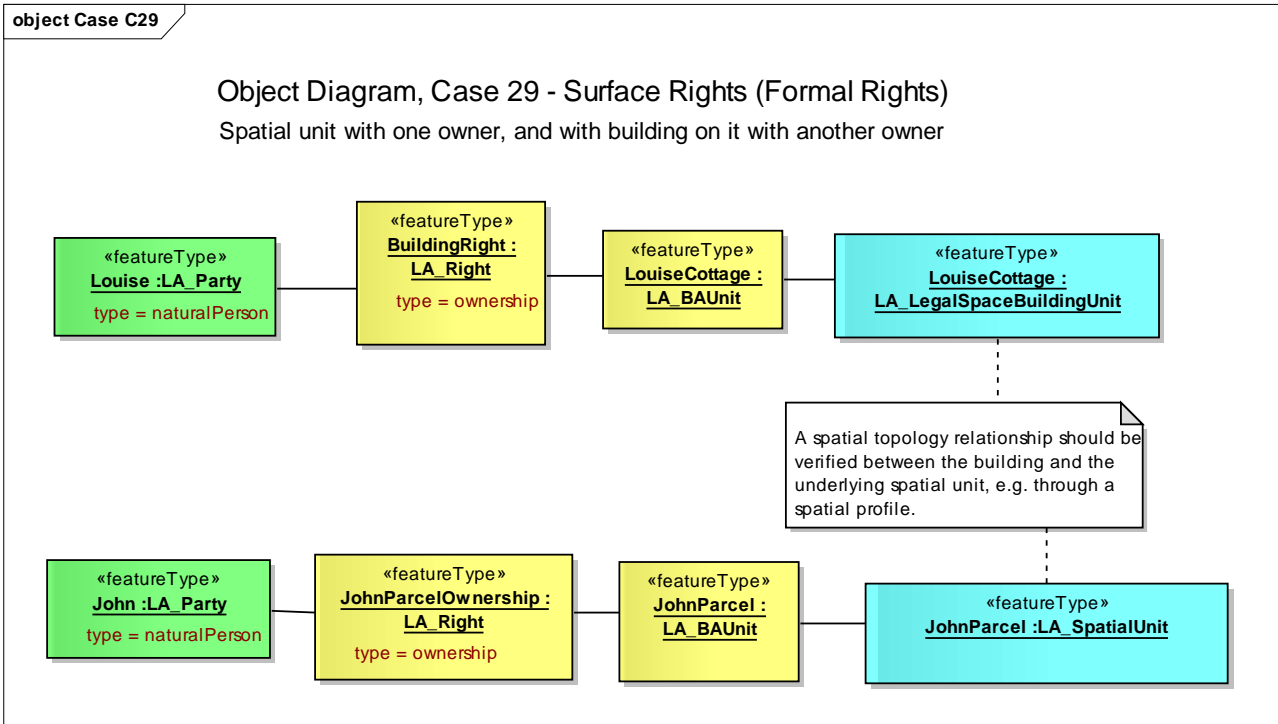 object Case C29
Object Diagram, Case 29 - Surface Rights (Formal Rights)
Spatial unit with one owner, and with building on it with another owner
«featureType»
Louise :LA_Party
type = naturalPerson
«featureType»
BuildingRight :
LA_Right
type = ownership
«featureType»
LouiseCottage :
LA_BAUnit
«featureType»
LouiseCottage :
LA_LegalSpaceBuildingUnit
A spatial topology relationship should be
verified between the building and the
underlying spatial unit, e.g. through a
spatial profile.
«featureType»
John :LA_Party
type = naturalPerson
«featureType»
JohnParcelOwnership :
LA_Right
type = ownership
«featureType»
JohnParcel :
LA_BAUnit
«featureType»
JohnParcel :LA_SpatialUnit